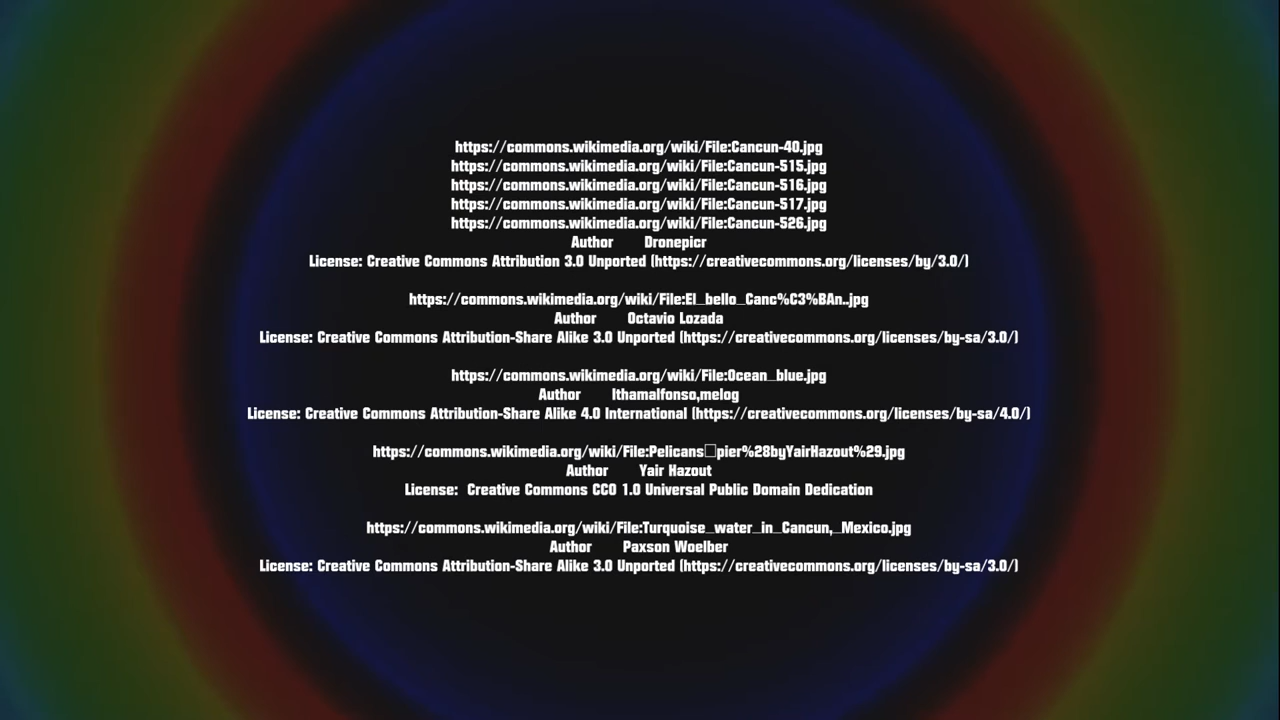 https://commons.wikimedia.org/wiki/File:Cancun-40.jpg
https://commons.wikimedia.org/wiki/File:Cancun-515.jpg
https://commons.wikimedia.org/wiki/File:Cancun-516.jpg
https://commons.wikimedia.org/wiki/File:Cancun-517.jpg
https://commons.wikimedia.org/wiki/File:Cancun-526.jpg
Author Dronepicr
License: Creative Commons Attribution 3.0 Unported (https://creativecommons.org/licenses/by/3.0/)
https://commons.wikimedia.org/wiki/File:El_bello_Canc%C3%BAn..jpg
Author Octavio Lozada
License: Creative Commons Attribution-Share Alike 3.0 Unported (https://creativecommons.org/licenses/by-sa/3.0/)
https://commons.wikimedia.org/wiki/File:Ocean_blue.jpg
Author Ithamalfonso,melog
License: Creative Commons Attribution-Share Alike 4.0 International (https://creativecommons.org/licenses/by-sa/4.0/)
https://commons.wikimedia.org/wiki/File:Pelicans□pier%28byYairHazout%29.jpg
Author Yair Hazout
License: Creative Commons CC0 1.0 Universal Public Domain Dedication
https://commons.wikimedia.org/wiki/File:Turquoise_water_in_Cancun,_Mexico.jpg
Author Paxson Woelber
License: Creative Commons Attribution-Share Alike 3.0 Unported (https://creativecommons.org/licenses/by-sa/3.0/)